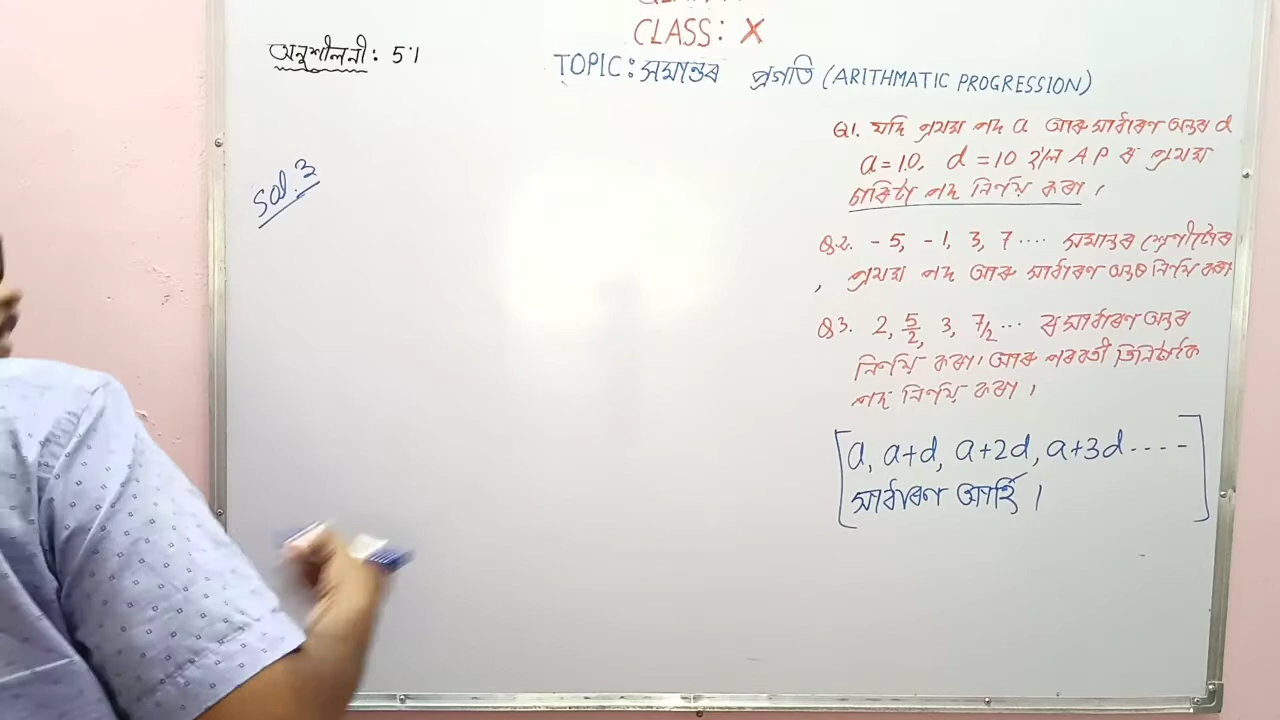 CLASS: X
অনুশীলনী: 5.1
TOPIC: সমান্তৰ প্ৰগতি (ARITHMATIC PROGRESSION)
Sol. 3
Q1. যদি প্ৰথম পদ a আৰু সাধাৰণ অন্তৰ d
a = 10, d = 10 হ'লে AP ৰ প্ৰথম
চাৰিটা পদ নিৰ্ণয় কৰা।
Q2. -5, -1, 3, 7 .... সমান্তৰ শ্ৰেণীটোৰ
প্ৰথম পদ আৰু সাধাৰণ অন্তৰ নিৰ্ণয় কৰা
Q3. 2, 5/2, 3, 7/2 ... ৰ সাধাৰণ অন্তৰ
নিৰ্ণয় কৰা। আৰু পৰৱৰ্তী তিনিটাকৈ
পদ নিৰ্ণয় কৰা।
[a, a+d, a+2d, a+3d ----
সাধাৰণ আৰ্হি।]